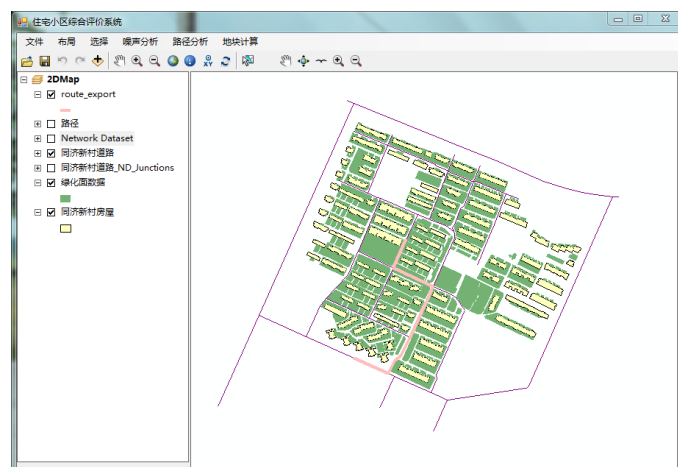 住宅小区综合评价系统
文件 布局 选择 噪声分析 路径分析 地块计算
2DMap
route_export
路径
Network Dataset
同济新村道路
同济新村道路_ND_Junctions
绿化面数据
同济新村房屋